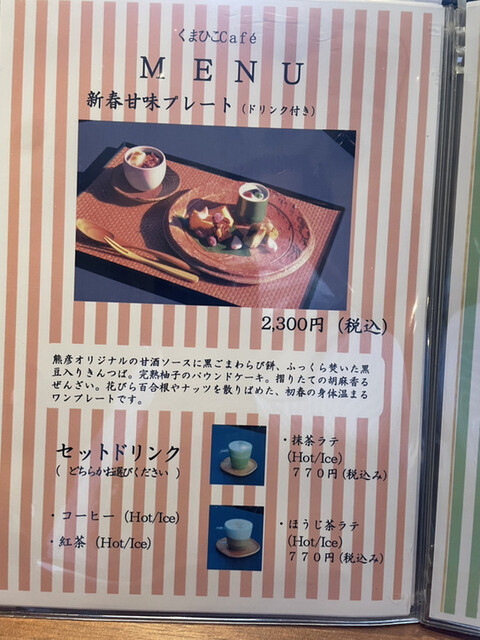 くまひこCafé
MENU
新春甘味プレート（ドリンク付き）
2,300円（税込）
熊彦オリジナルの甘酒ソースに黒ごまわらび餅、ふっくら焚いた黒
豆入りきんつば。完熟柚子のパウンドケーキ。摺りたての胡麻香る
ぜんざい。花びら百合根やナッツを散りばめた、初春の身体温まる
ワンプレートです。
セットドリンク
（どちらかお選びください）
・コーヒー（Hot/Ice）
・紅茶（Hot/Ice）
・抹茶ラテ
(Hot/Ice)
７７０円(税込み)
・ほうじ茶ラテ
(Hot/Ice)
７７０円(税込み)